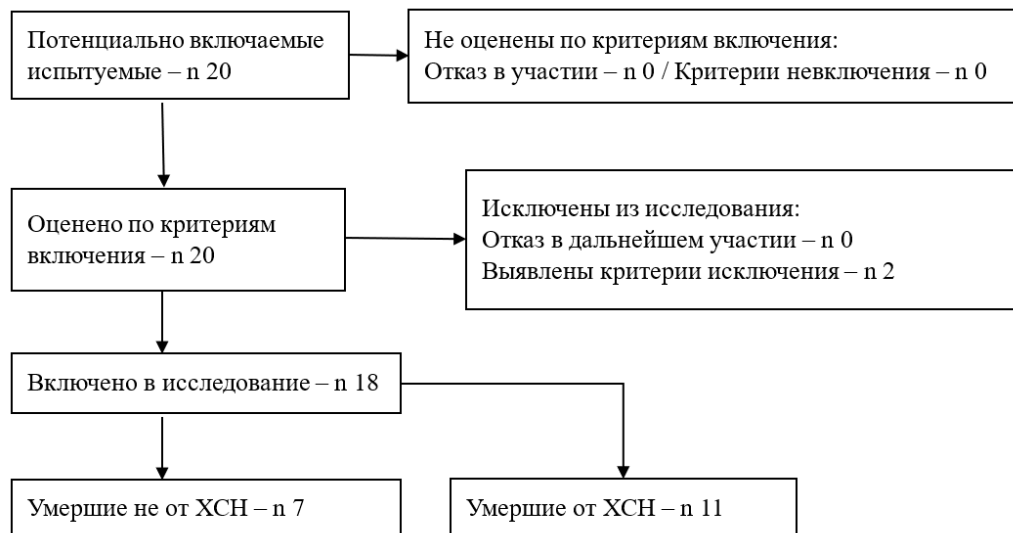 Потенциально включаемые
испытуемые – n 20
Не оценены по критериям включения:
Отказ в участии – n 0 / Критерии невключения – n 0
Оценено по критериям
включения – n 20
Исключены из исследования:
Отказ в дальнейшем участии – n 0
Выявлены критерии исключения – n 2
Включено в исследование – n 18
Умершие не от ХСН – n 7
Умершие от ХСН – n 11